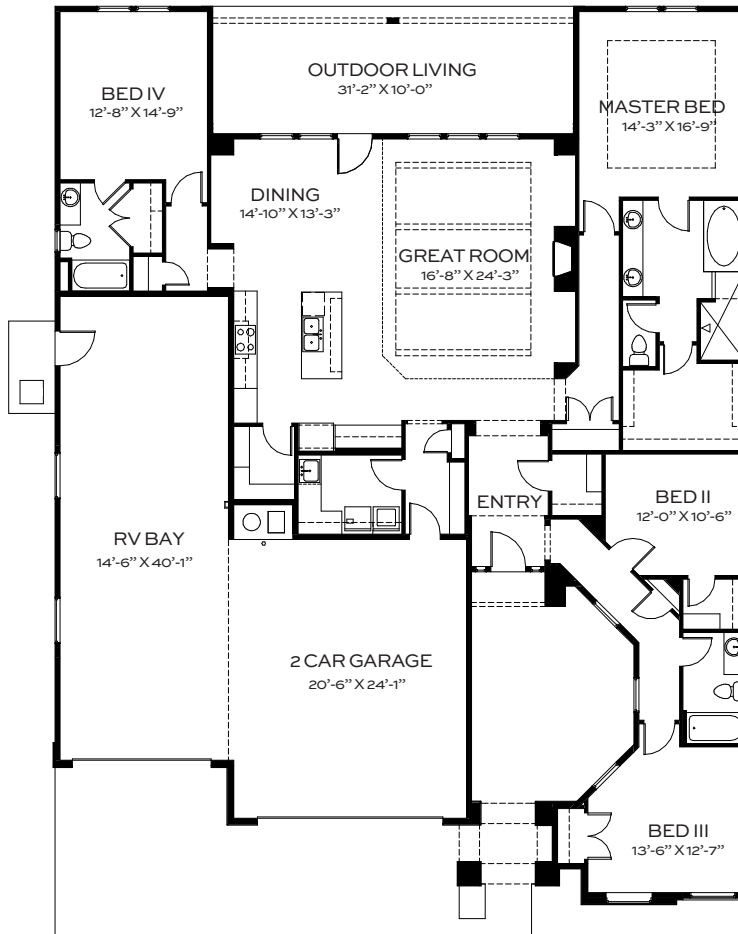 OUTDOOR LIVING
31'-2" X 10'-0"
BED IV
12'-8" X 14'-9"
MASTER BED
14'-3" X 16'-9"
DINING
14'-10" X 13'-3"
GREAT ROOM
16'-8" X 24'-3"
ENTRY
BED II
12'-0" X 10'-6"
RV BAY
14'-6" X 40'-1"
2 CAR GARAGE
20'-6" X 24'-1"
BED III
13'-6" X 12'-7"